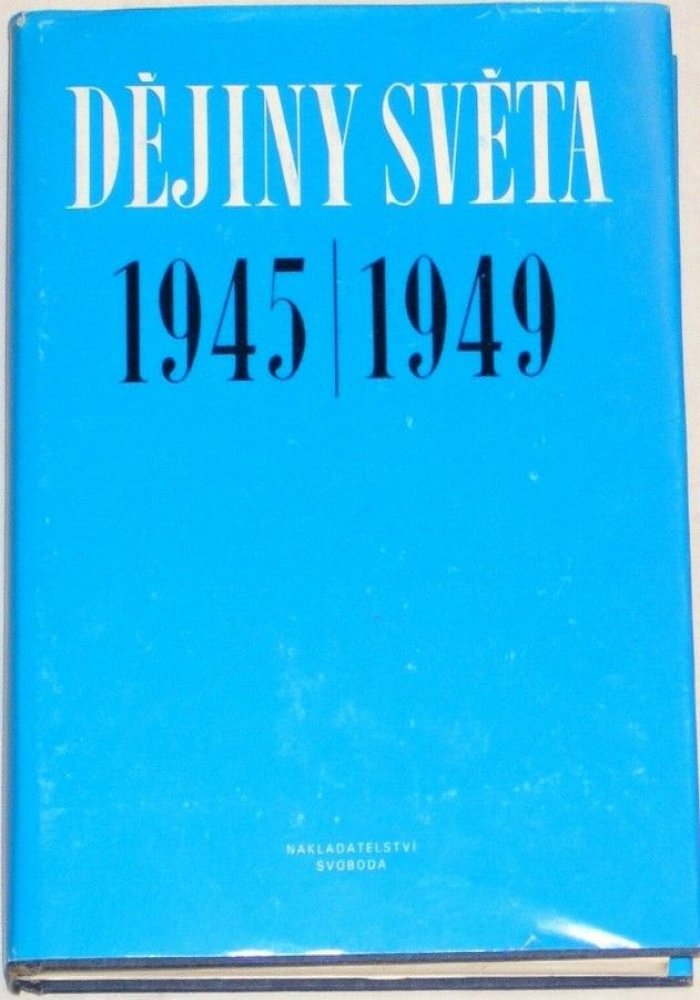 DĚJINY SVĚTA
1945|1949
NAKLADATELSTVÍ
SVOBODA